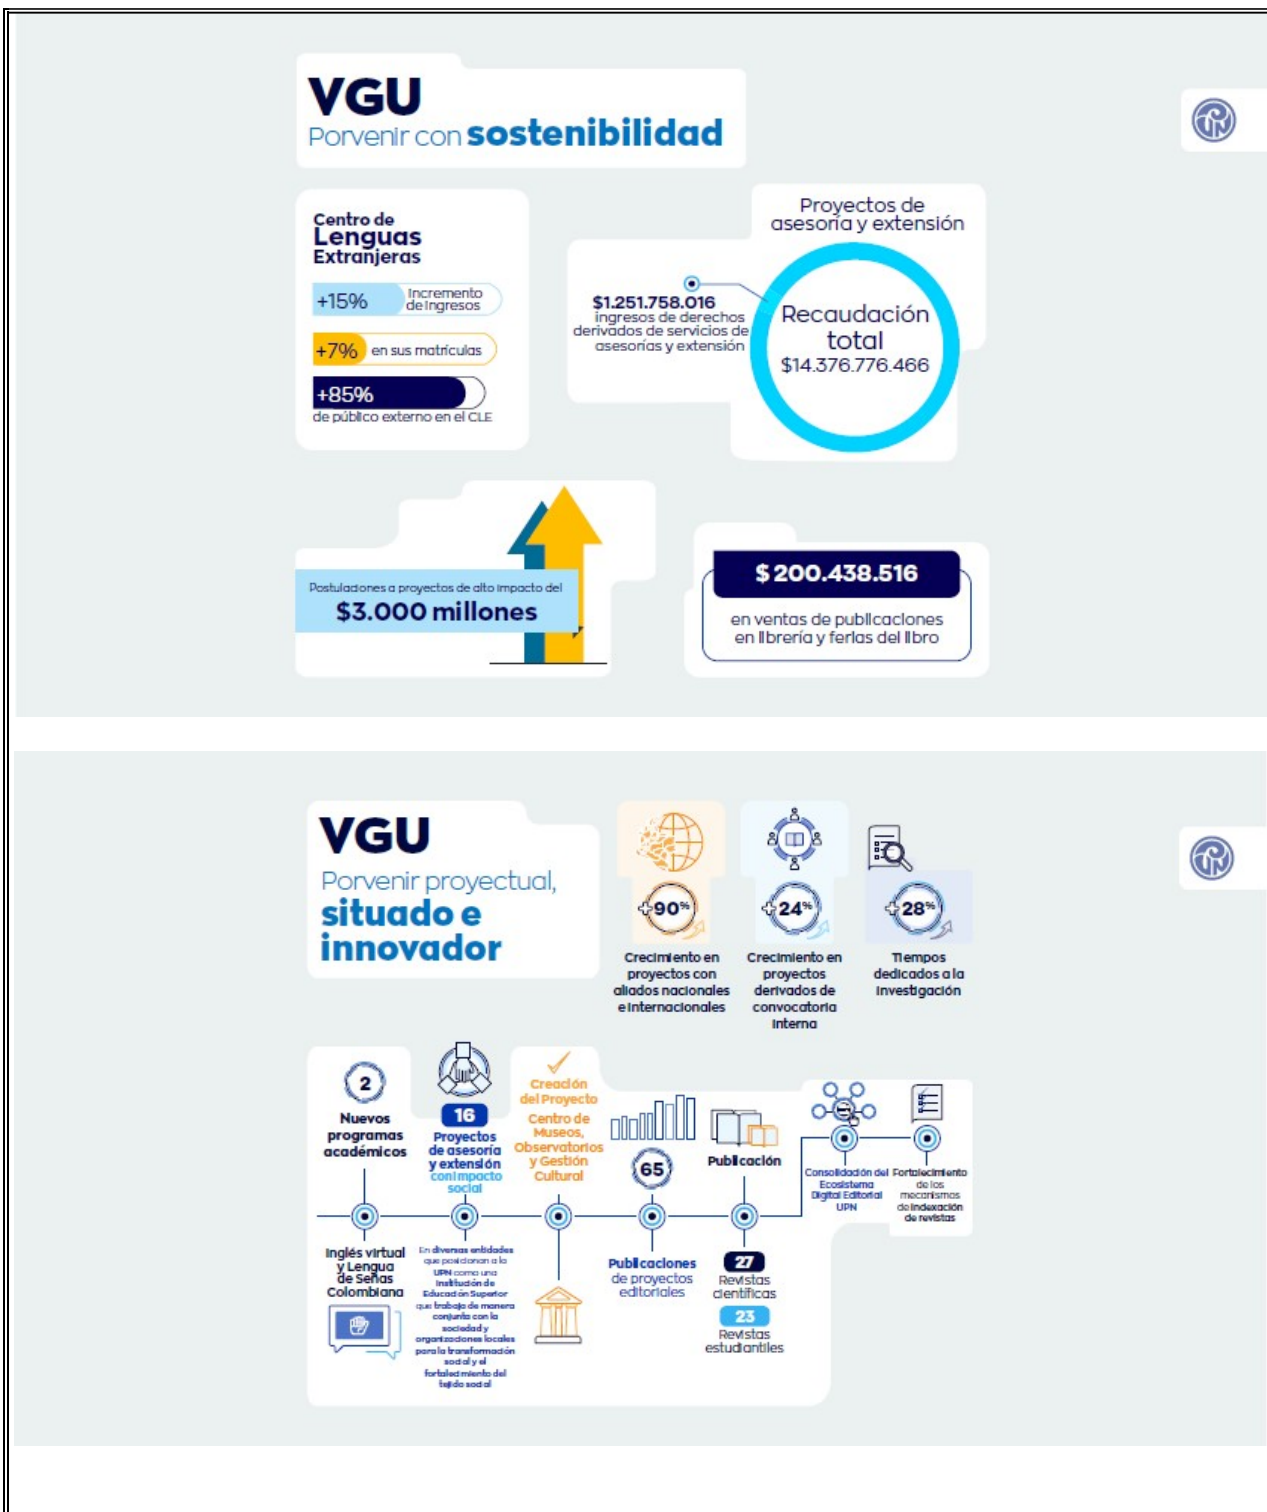 VGU
Porvenir con sostenibilidad
Centro de
Lenguas
Extranjeras
+15%
Incremento
de Ingresos
+7%
en sus matrículas
+85%
de público externo en el CLE
Proyectos de
asesoría y extensión
$1.251.758.016
ingresos de derechos
derivados de servicios de
asesorías y extensión
Recaudación
total
$14.376.776.466
Postulaciones a proyectos de alto impacto del
$3.000 millones
$ 200.438.516
en ventas de publicaciones
en librería y ferias del libro
VGU
Porvenir proyectual,
situado e
innovador
+90%
Crecimiento en
proyectos con
aliados nacionales
e internacionales
+24%
Crecimiento en
proyectos
derivados de
convocatoria
interna
+28%
Tiempos
dedicados a la
investigación
2
Nuevos
programas
académicos
Inglés virtual
y Lengua
de Señas
Colombiana
16
Proyectos
de asesoría
y extensión
con impacto
social
En diversas entidades
que posicionan a la
UPN como una
Institución de
Educación Superior
que trabaja de manera
conjunta con la
sociedad y
organizaciones locales
para la transformación
social y el
fortalecimiento del
tejido social
Creación
del Proyecto
Centro de
Museos,
Observatorios
y Gestión
Cultural
65
Publicaciones
de proyectos
editoriales
Publicación
27
Revistas
científicas
23
Revistas
estudiantiles
Consolidación del
Ecosistema
Digital Editorial
UPN
Fortalecimiento
de los
mecanismos
de indexación
de revistas